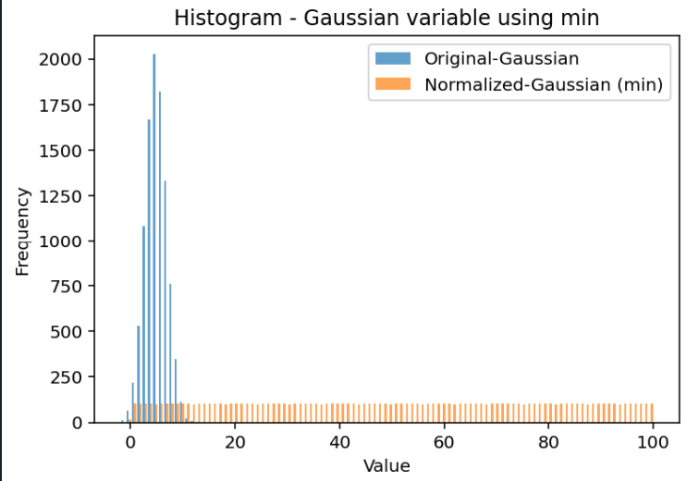 Histogram - Gaussian variable using min
Original-Gaussian
Normalized-Gaussian (min)
2000
1750
1500
1250
1000
750
500
250
0
Frequency
0 20 40 60 80 100
Value